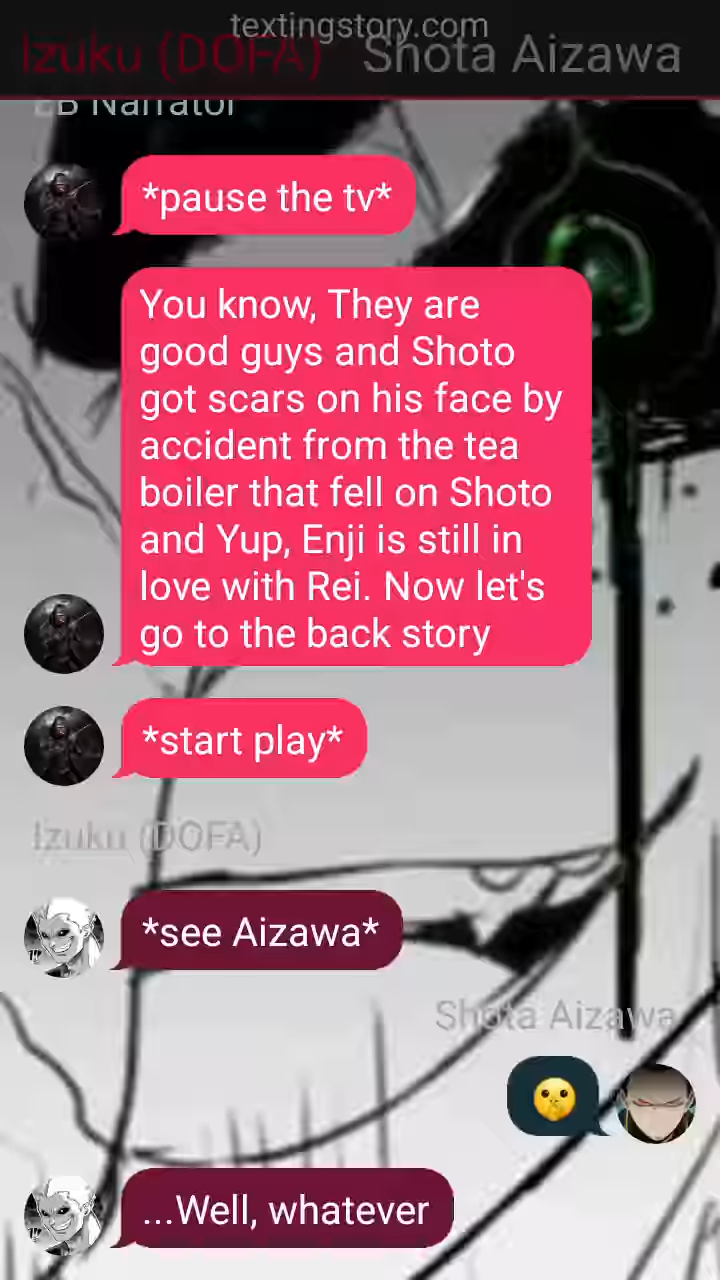 textingstory.com
Izuku (DOFA) Shota Aizawa
EB Narrator
*pause the tv*
You know, They are
good guys and Shoto
got scars on his face by
accident from the tea
boiler that fell on Shoto
and Yup, Enji is still in
love with Rei. Now let's
go to the back story
*start play*
Izuku (DOFA)
*see Aizawa*
Shota Aizawa
🤫
...Well, whatever